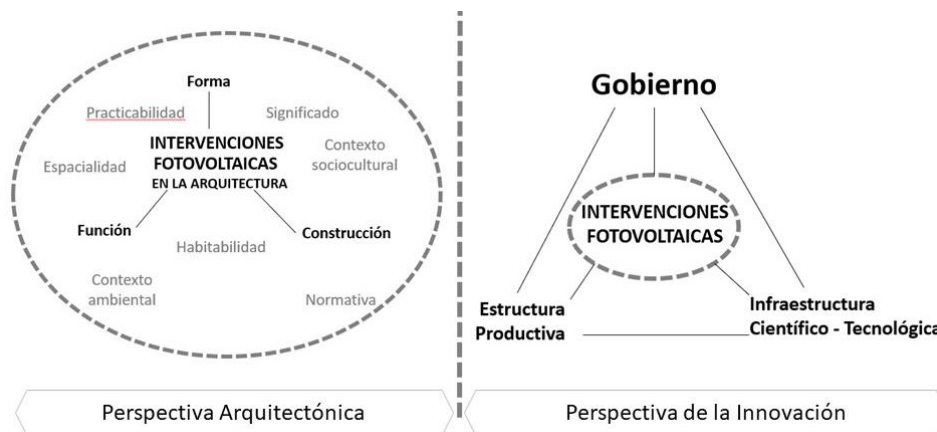 Forma
Practicabilidad
Significado
INTERVENCIONES
FOTOVOLTAICAS
EN LA ARQUITECTURA
Contexto
sociocultural
Espacialidad
Función
Construcción
Habitabilidad
Contexto
ambiental
Normativa
Perspectiva Arquitectónica
Gobierno
INTERVENCIONES
FOTOVOLTAICAS
Estructura
Productiva
Infraestructura
Científico - Tecnológica
Perspectiva de la Innovación